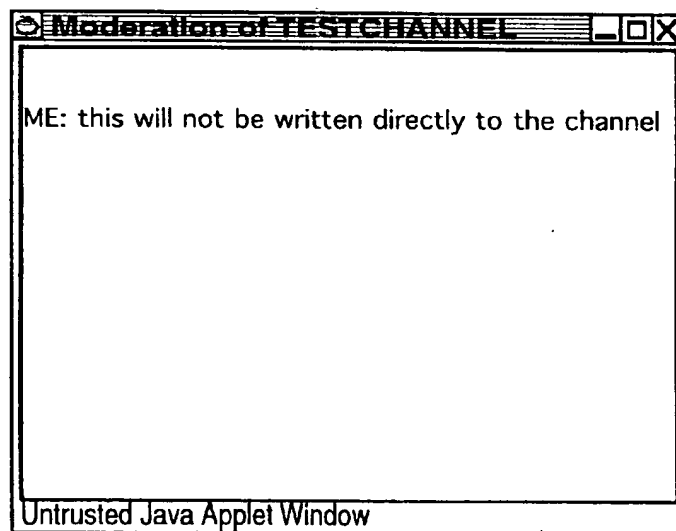 Moderation of TESTCHANNEL
ME: this will not be written directly to the channel
Untrusted Java Applet Window